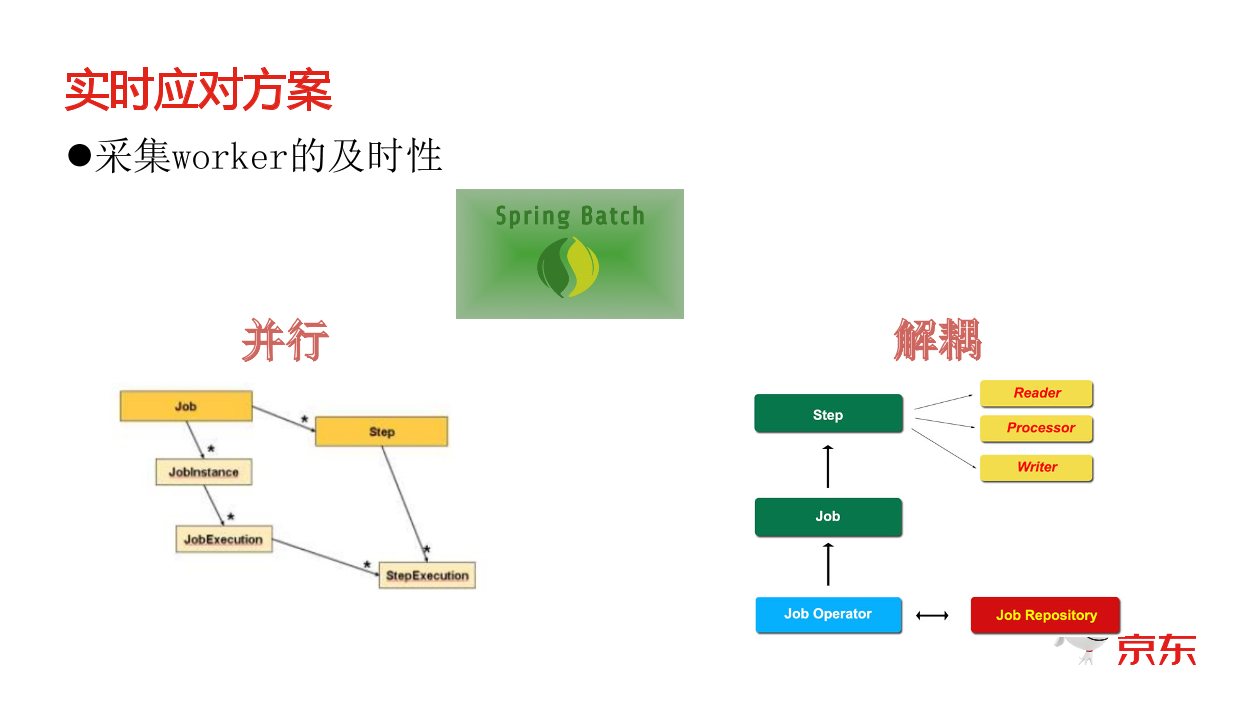 实时应对方案
●采集worker的及时性
Spring Batch
并行
解耦
Job
*
Step
*
JobInstance
*
JobExecution
*
*
StepExecution
Step
Reader
Processor
Writer
Job
Job Operator
Job Repository
京东